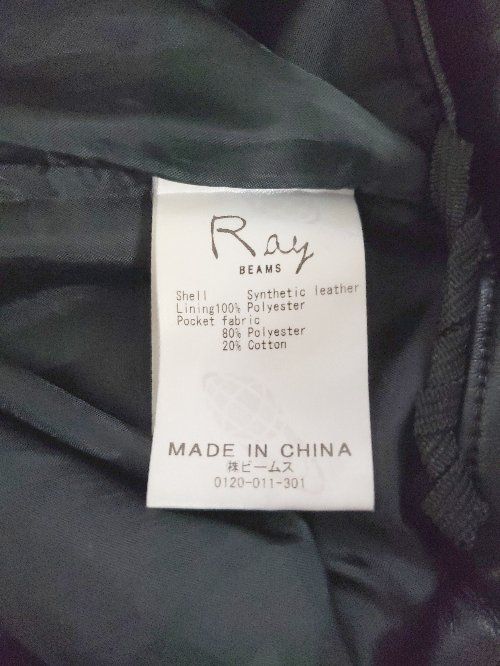 Ray
BEAMS
Shell Synthetic leather
Lining100% Polyester
Pocket fabric
80% Polyester
20% Cotton
MADE IN CHINA
㈱ビームス
0120-011-301